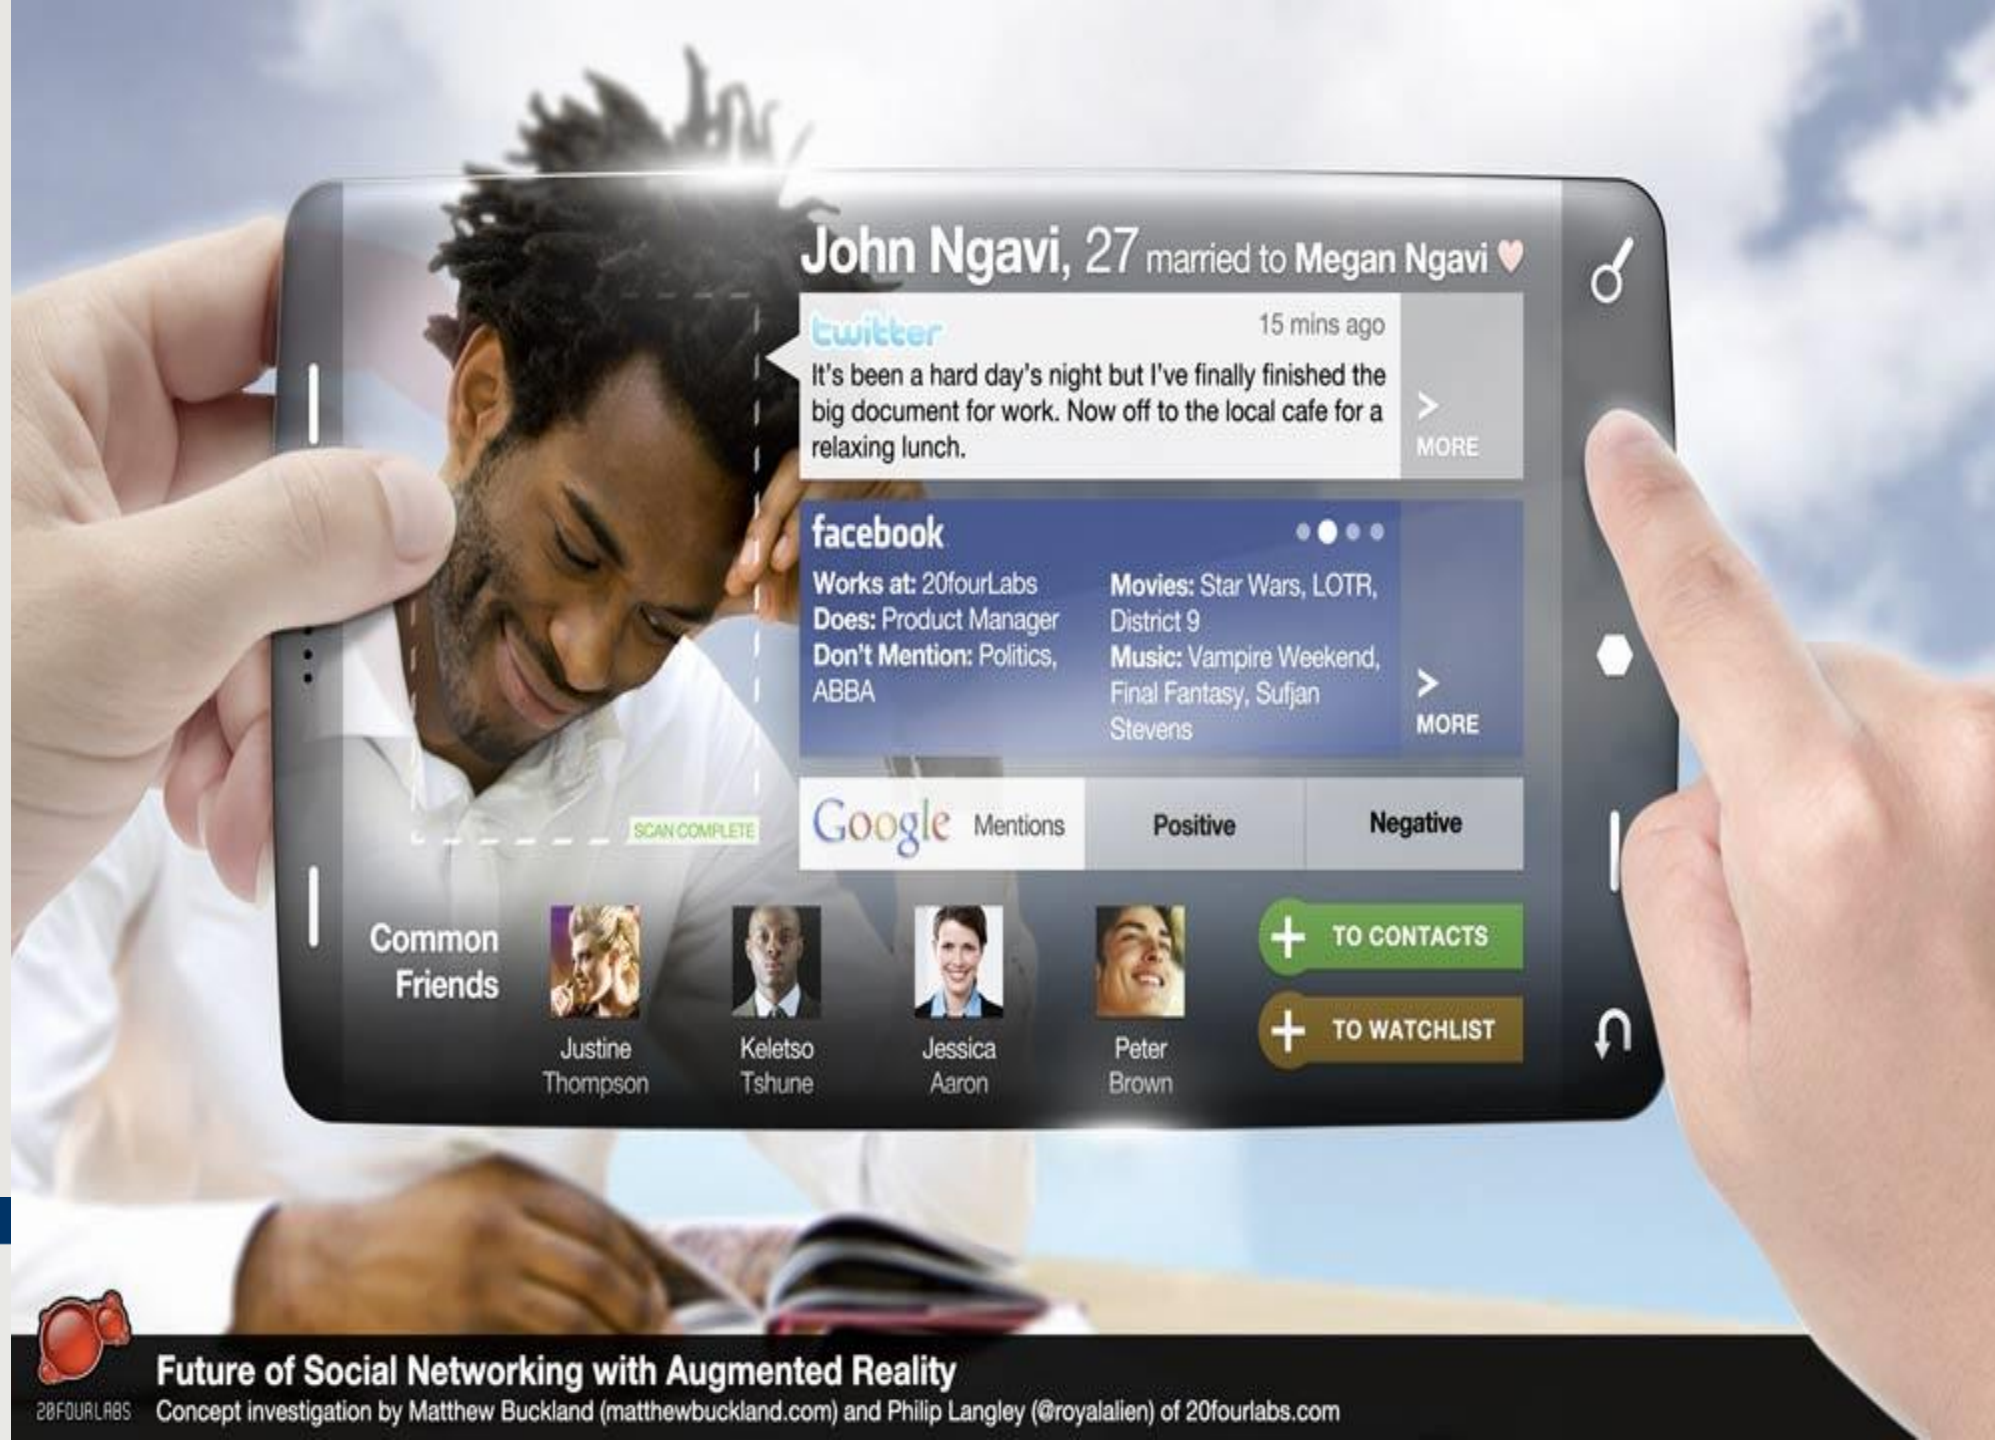 John Ngavi, 27 married to Megan Ngavi
twitter
15 mins ago
It's been a hard day's night but I've finally finished the
big document for work. Now off to the local cafe for a
relaxing lunch.
>
MORE
facebook
Works at: 20fourLabs
Does: Product Manager
Don't Mention: Politics,
ABBA
Movies: Star Wars, LOTR,
District 9
Music: Vampire Weekend,
Final Fantasy, Sufjan
Stevens
>
MORE
SCAN COMPLETE
Google Mentions
Positive
Negative
Common
Friends
Justine
Thompson
Keletso
Tshune
Jessica
Aaron
Peter
Brown
+ TO CONTACTS
+ TO WATCHLIST
20FOURLABS
Future of Social Networking with Augmented Reality
Concept investigation by Matthew Buckland (matthewbuckland.com) and Philip Langley (@royalalien) of 20fourlabs.com